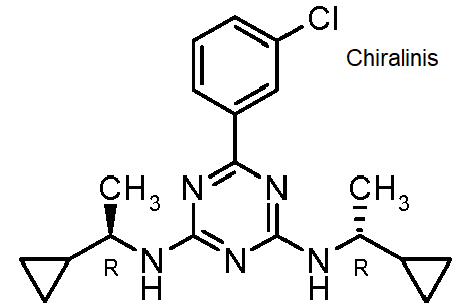 Cl
Chiralinis
CH3 CH3
N N
R N N N R
H H